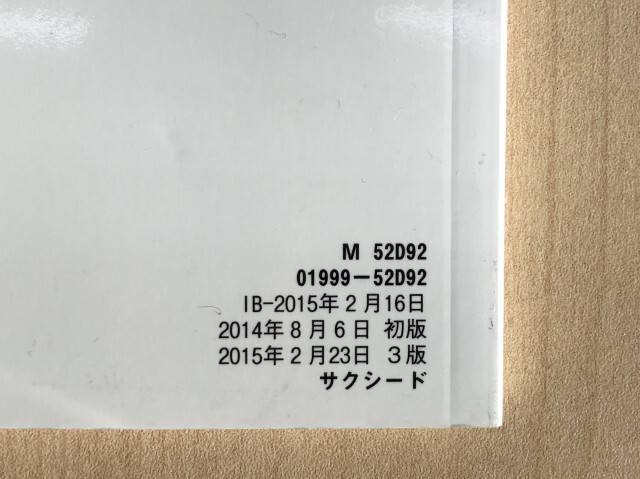 M 52D92
01999-52D92
IB-2015年2月16日
2014年8月6日 初版
2015年2月23日 3版
サクシード